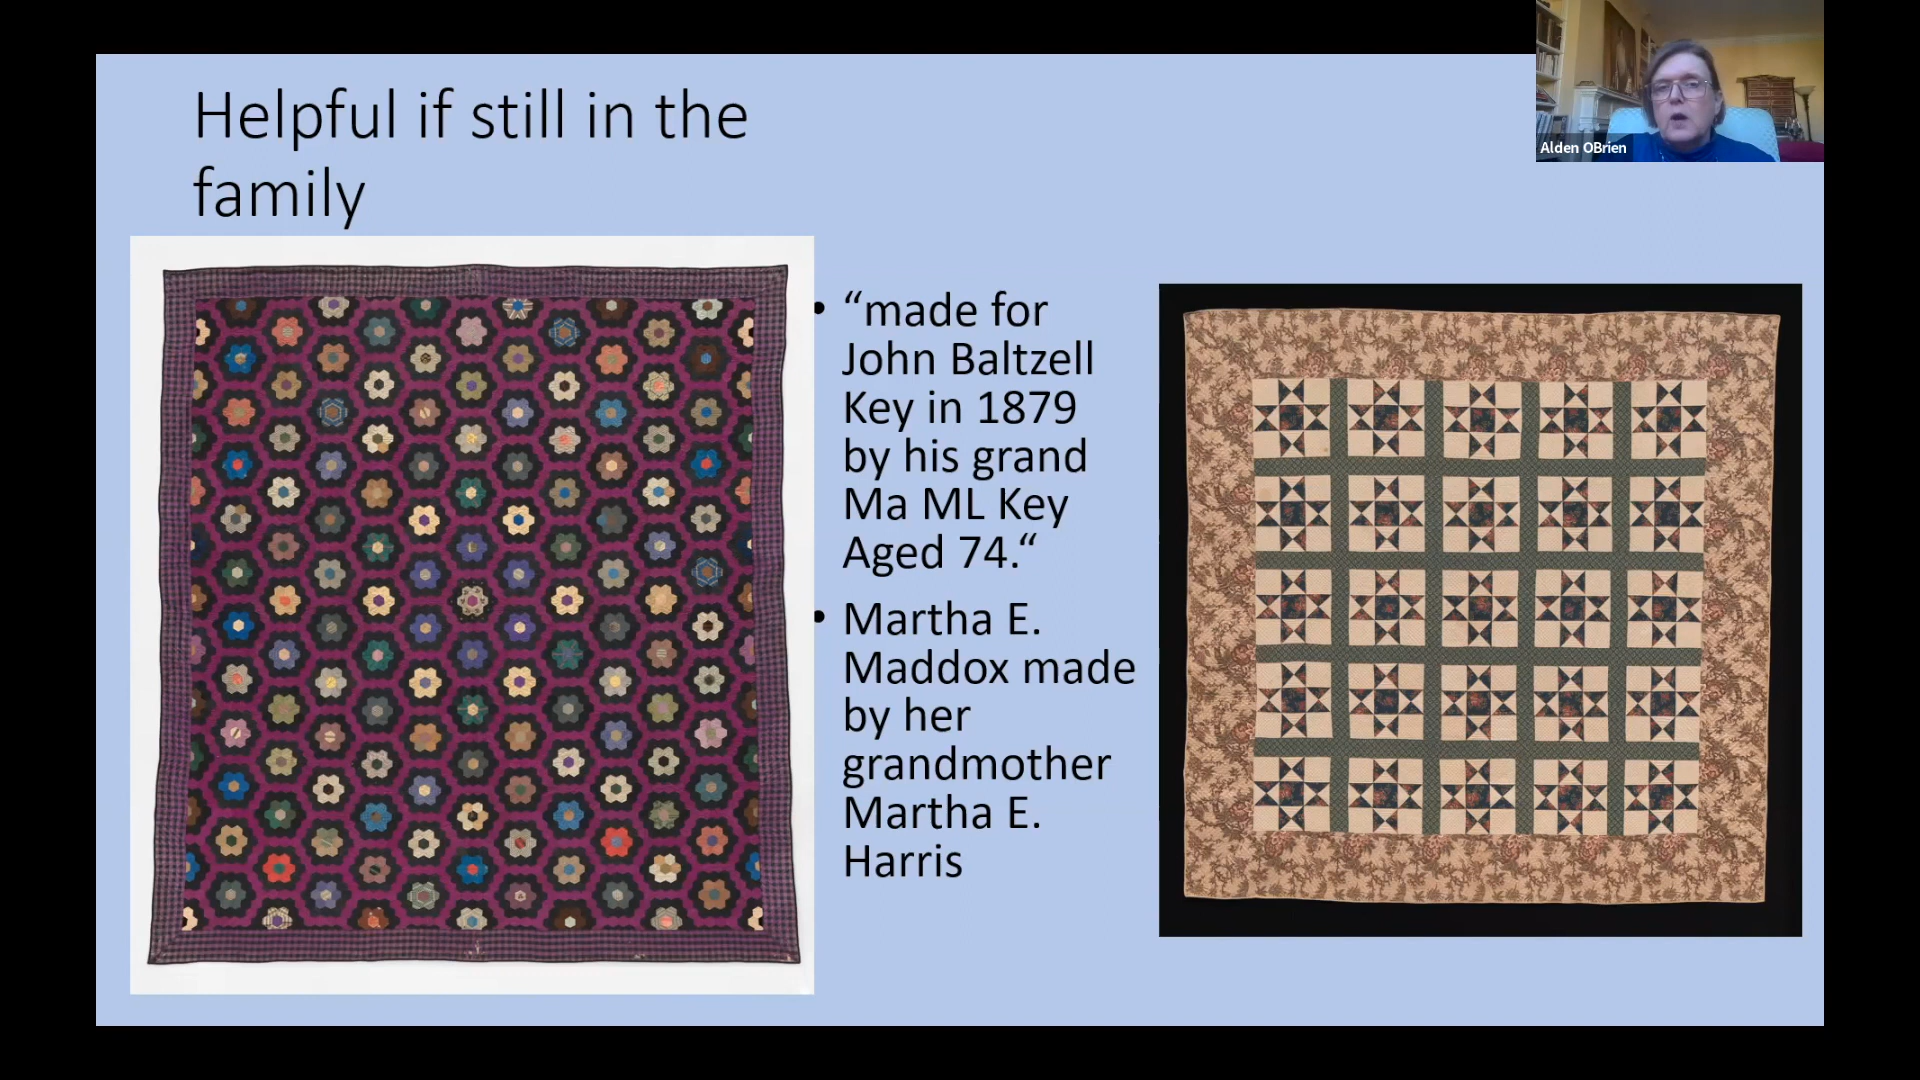 Helpful if still in the
family
Alden OBrien
• “made for
John Baltzell
Key in 1879
by his grand
Ma ML Key
Aged 74.“
• Martha E.
Maddox made
by her
grandmother
Martha E.
Harris